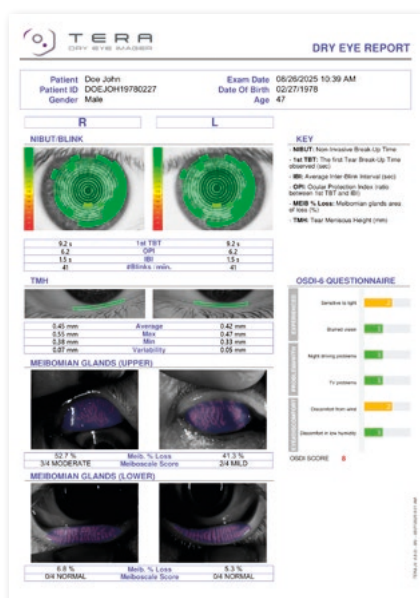 TERA
DRY EYE IMAGER
DRY EYE REPORT
Patient Doe John
Patient ID DOEJOH19780227
Gender Male
Exam Date 08/26/2025 10:39 AM
Date Of Birth 02/27/1978
Age 47
R L
NIBUT/BLINK
9.2 s 1st TBT 9.2 s
6.2 OPI 6.2
1.5 s IBI 1.5 s
41 #Blinks / min. 41
KEY
- NIBUT: Non-Invasive Break-Up Time
- 1st TBT: The first Tear Break-Up Time
observed (sec)
- IBI: Average Inter-Blink Interval (sec)
- OPI: Ocular Protection Index (ratio
between 1st TBT and IBI)
- MEIB % Loss: Meibomian glands area
of loss (%)
- TMH: Tear Meniscus Height (mm)
TMH
0.45 mm Average 0.42 mm
0.55 mm Max 0.47 mm
0.38 mm Min 0.33 mm
0.07 mm Variability 0.05 mm
OSDI-6 QUESTIONNAIRE
Sensitive to light
Blurred vision
Night driving problems
TV problems
Discomfort from wind
Discomfort in low humidity
OSDI SCORE 8
MEIBOMIAN GLANDS (UPPER)
52.7 % Meib. % Loss 41.3 %
3/4 MODERATE Meiboscale Score 2/4 MILD
MEIBOMIAN GLANDS (LOWER)
6.8 % Meib. % Loss 5.3 %
0/4 NORMAL Meiboscale Score 0/4 NORMAL